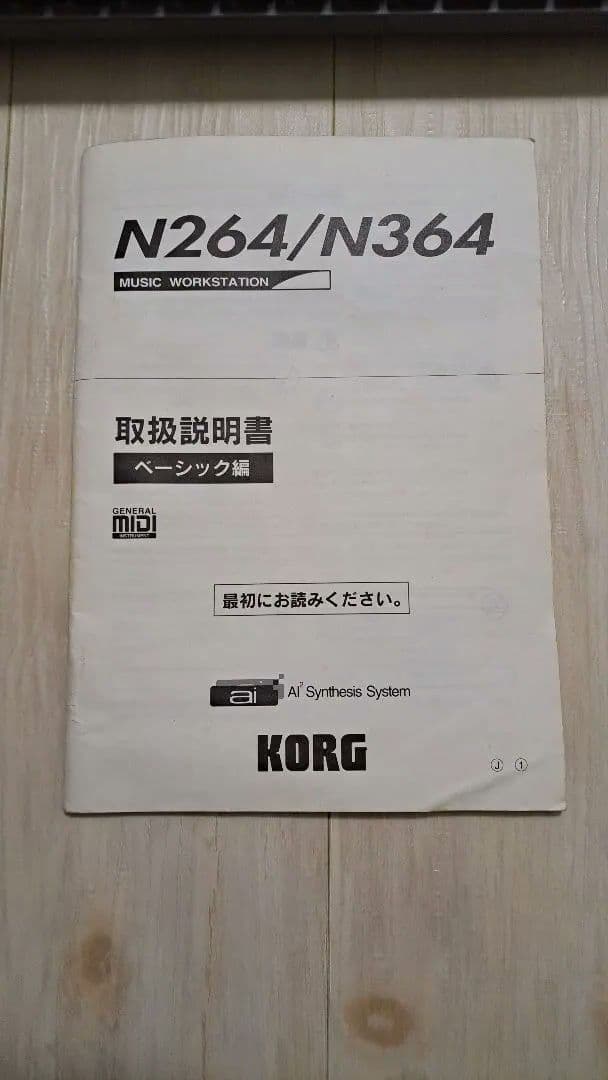 N264/N364
MUSIC WORKSTATION
取扱説明書
ベーシック編
GENERAL
MIDI
INSTRUMENT
最初にお読みください。
ai AI² Synthesis System
KORG
Ⓙ ①